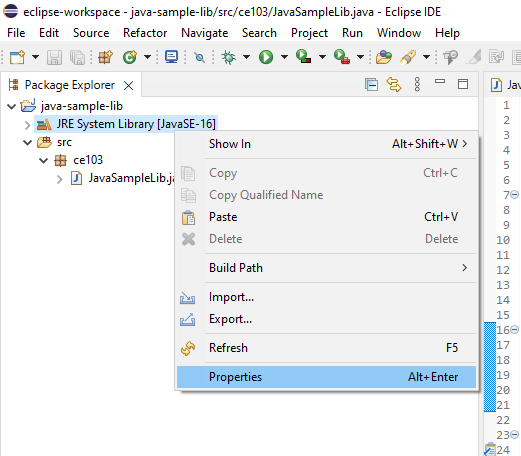 eclipse-workspace - java-sample-lib/src/ce103/JavaSampleLib.java - Eclipse IDE
File Edit Source Refactor Navigate Search Project Run Window Help
Package Explorer
java-sample-lib
JRE System Library [JavaSE-16]
src
ce103
JavaSampleLib.ja
Show In Alt+Shift+W
Copy Ctrl+C
Copy Qualified Name
Paste Ctrl+V
Delete Delete
Build Path
Import...
Export...
Refresh F5
Properties Alt+Enter
Jav
1
2
3
4
5
6
7
8
9
10
11
12
13
14
15
16
17
18
19
20
21
22
23
24